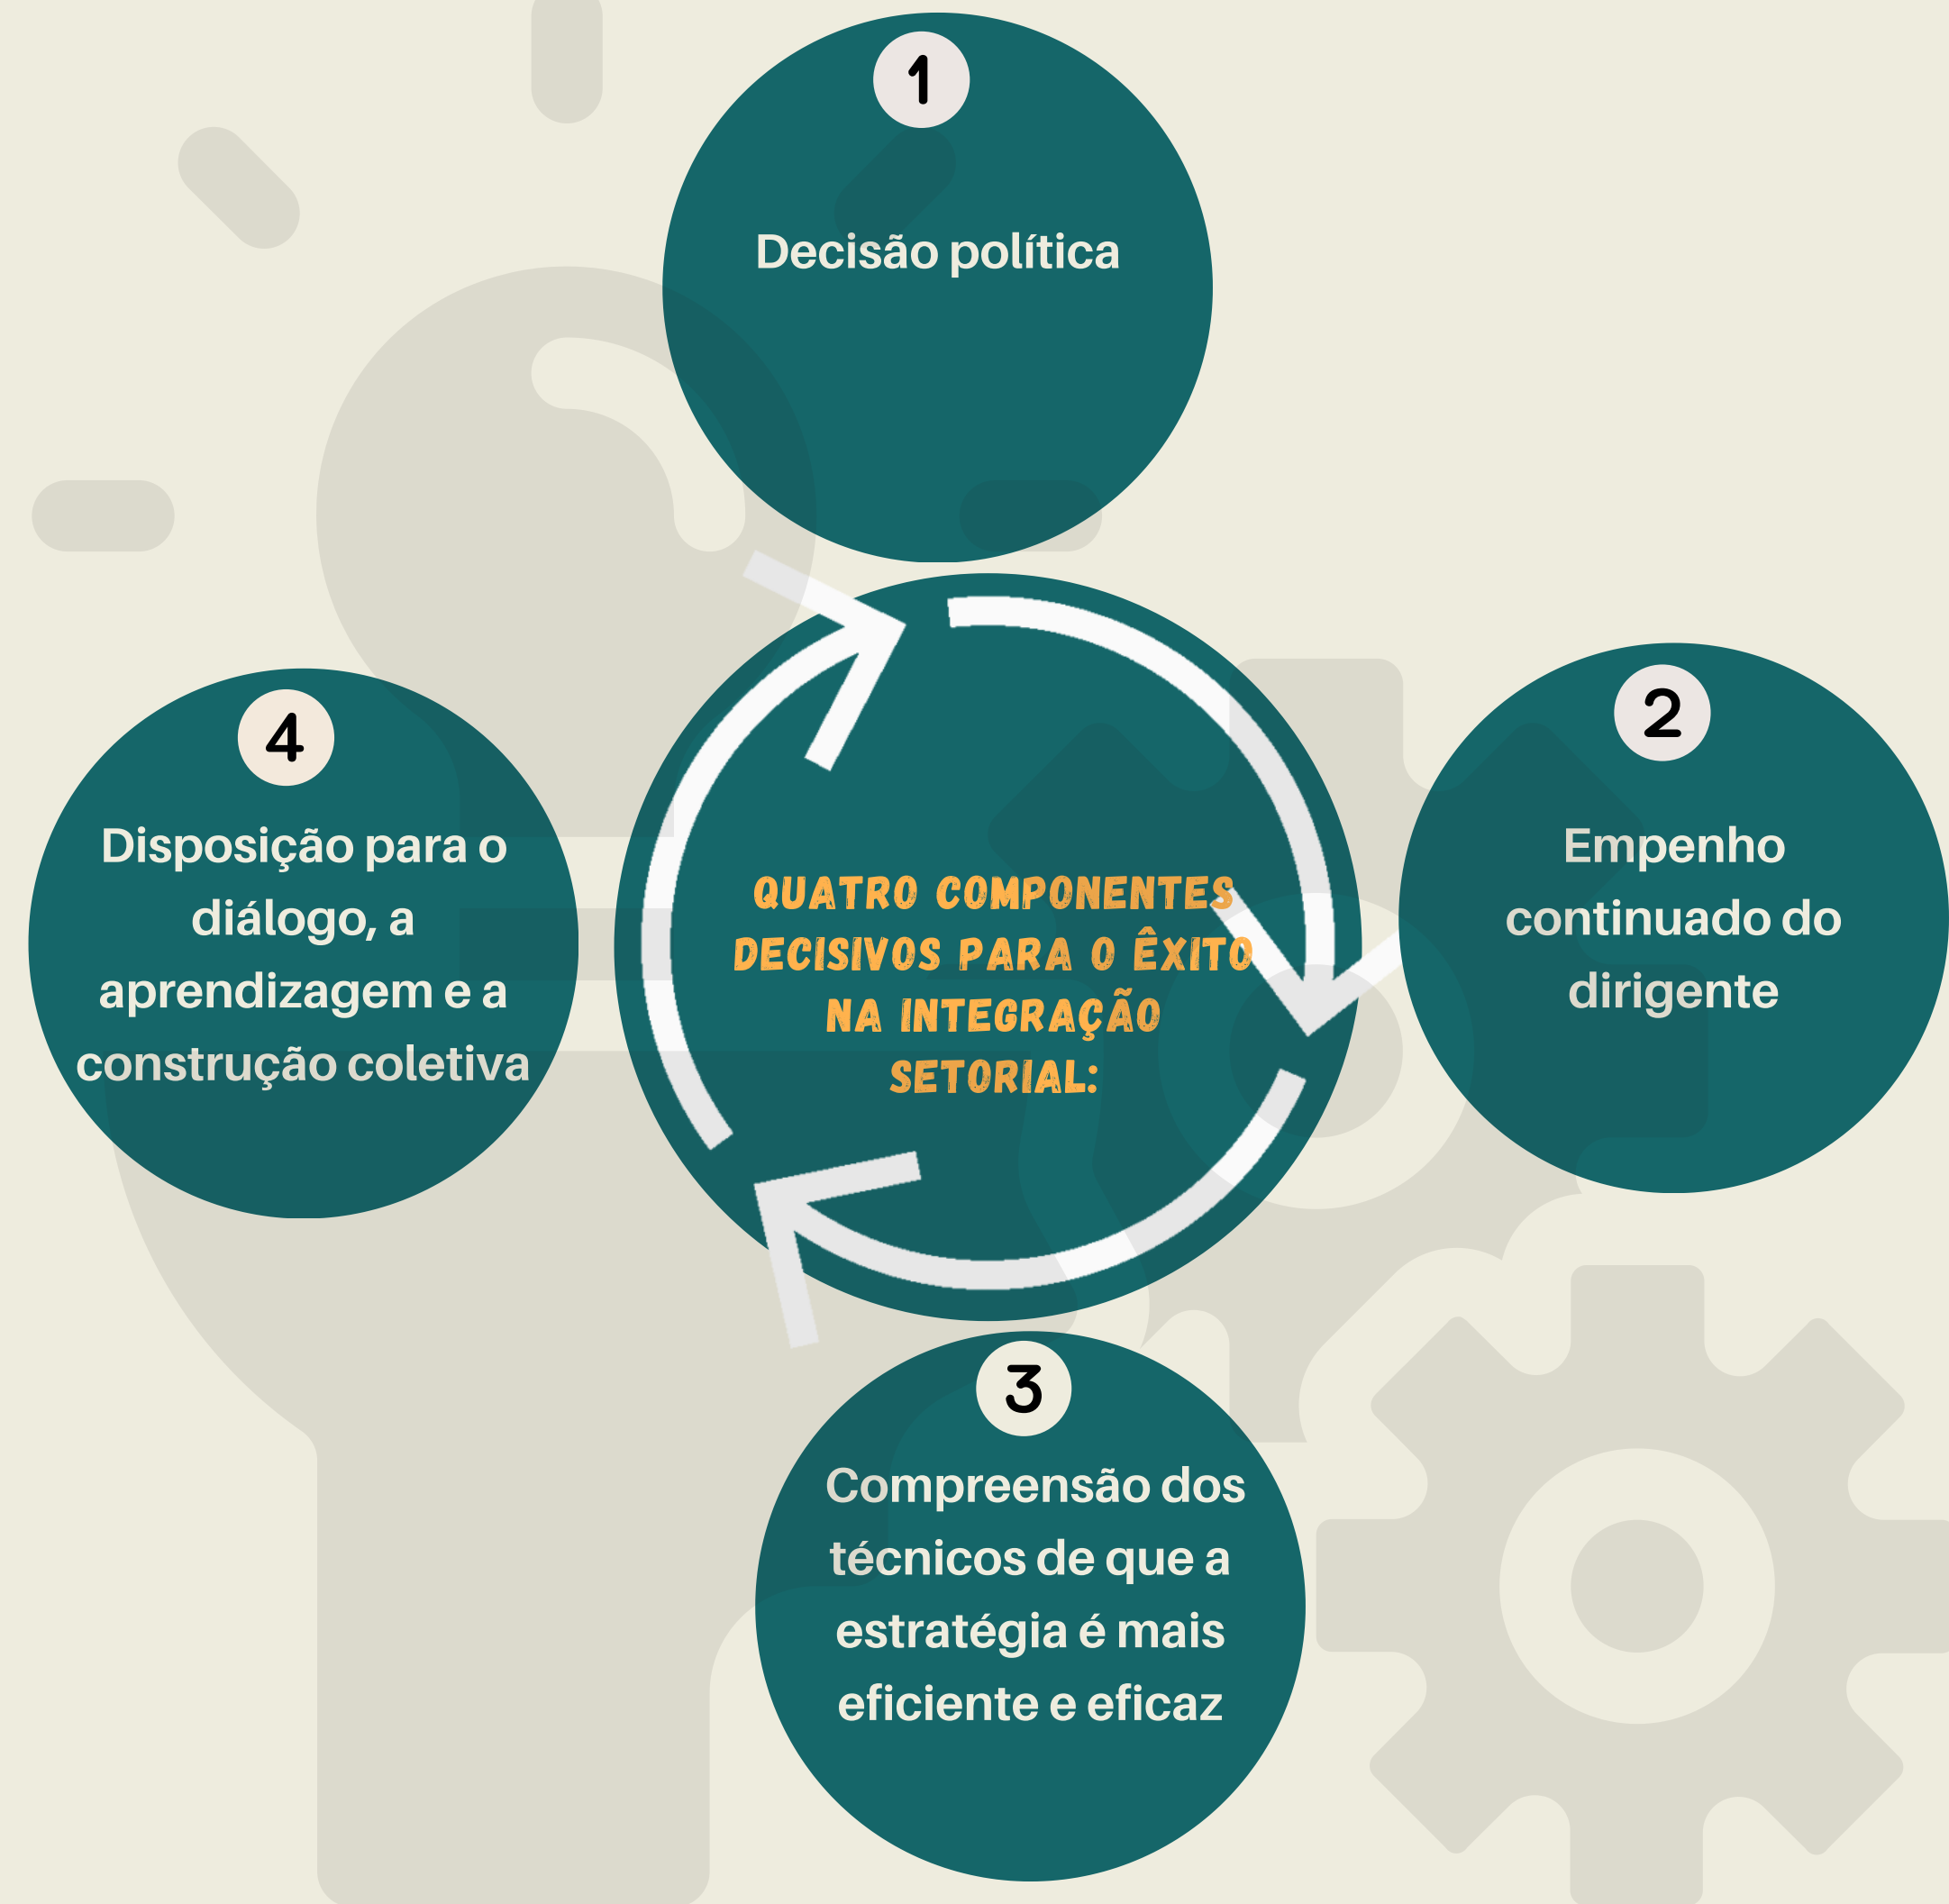 1
Decisão política
QUATRO COMPONENTES
DECISIVOS PARA O ÊXITO
NA INTEGRAÇÃO
SETORIAL:
2
Empenho
continuado do
dirigente
3
Compreensão dos
técnicos de que a
estratégia é mais
eficiente e eficaz
4
Disposição para o
diálogo, a
aprendizagem e a
construção coletiva